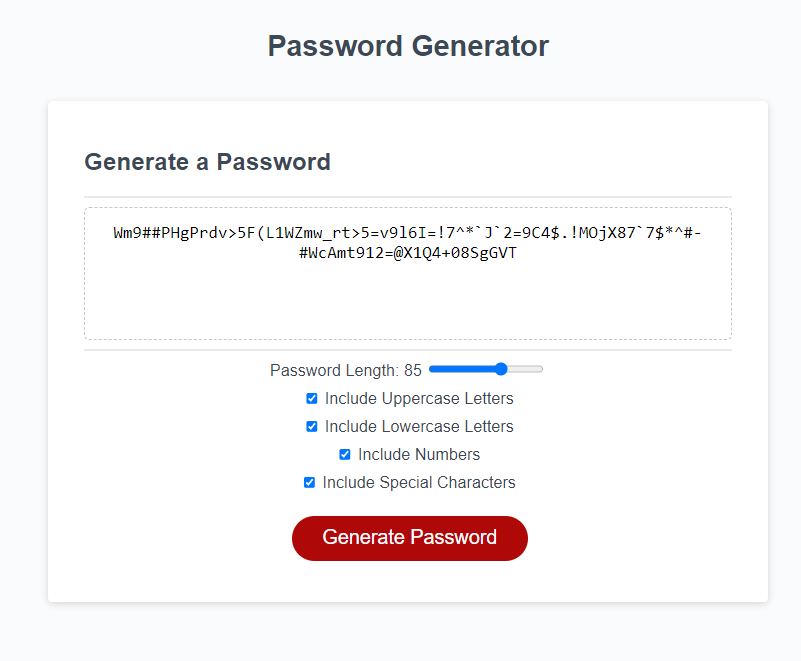 Password Generator
Generate a Password
Wm9##PHgPrdv>5F(L1WZmw_rt>5=v9l6I=!7^*`J`2=9C4$.!MOjX87`7$*^#-
#WcAmt912=@X1Q4+08SgGVT
Password Length: 85
Include Uppercase Letters
Include Lowercase Letters
Include Numbers
Include Special Characters
Generate Password